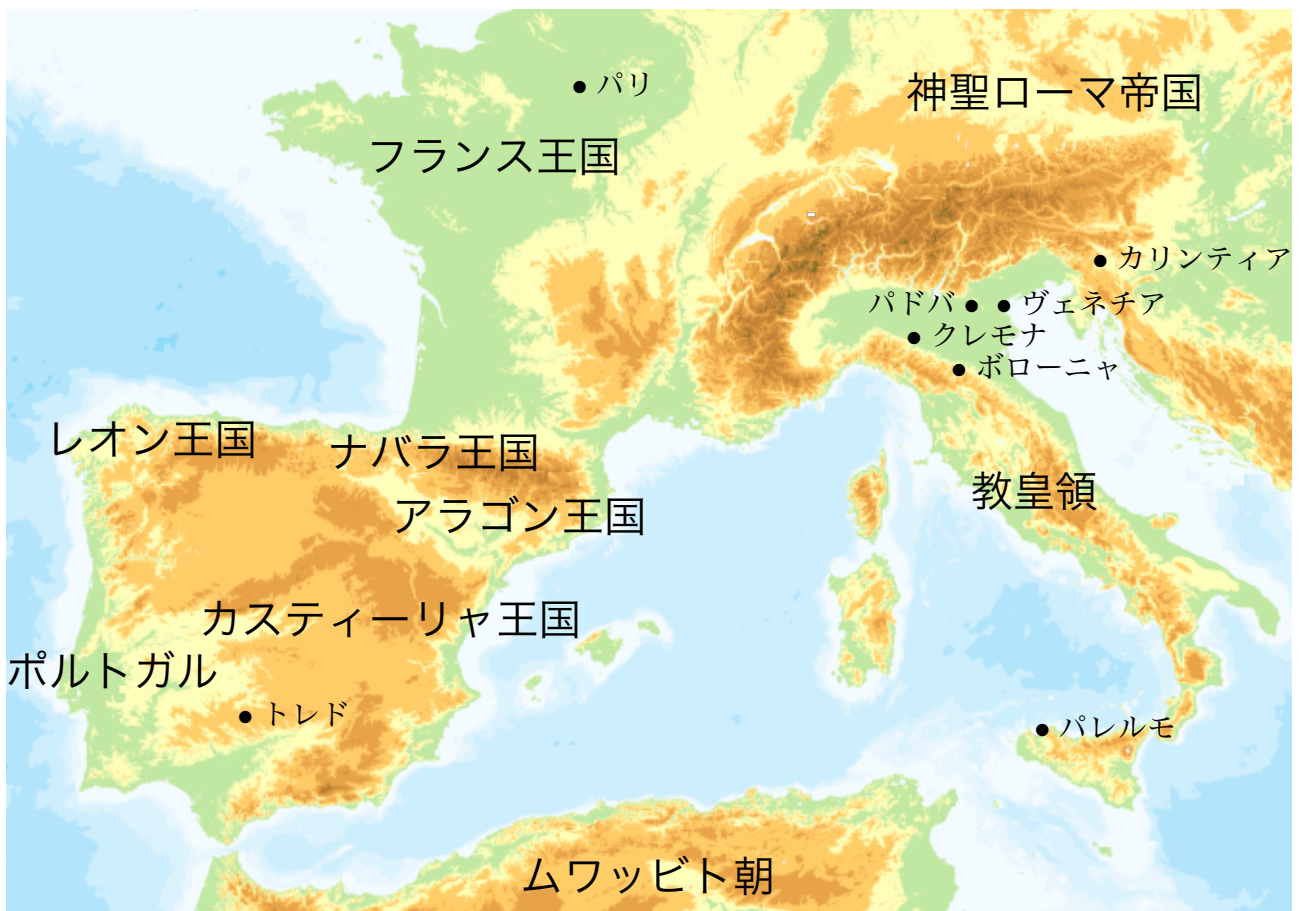 パリ
神聖ローマ帝国
フランス王国
カリンティア
パドバ
ヴェネチア
クレモナ
ボローニャ
レオン王国
ナバラ王国
教皇領
アラゴン王国
カスティーリャ王国
ポルトガル
トレド
パレルモ
ムワッビト朝